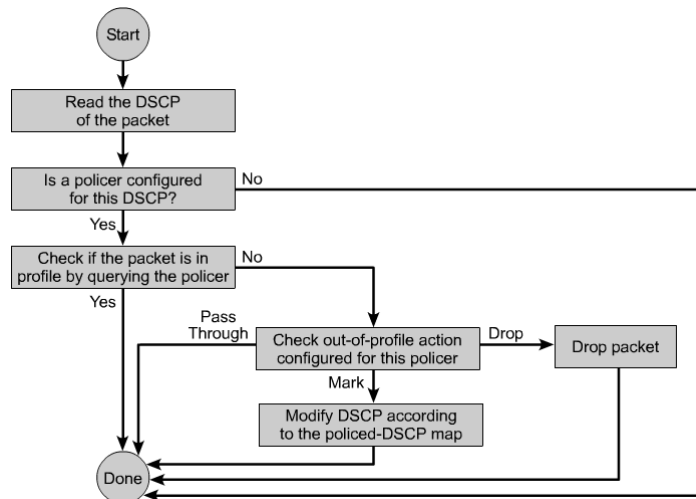 Start
Read the DSCP
of the packet
Is a policer configured
for this DSCP?
No
Yes
Check if the packet is in
profile by querying the policer
No
Yes
Pass
Through
Check out-of-profile action
configured for this policer
Drop
Drop packet
Mark
Modify DSCP according
to the policed-DSCP map
Done